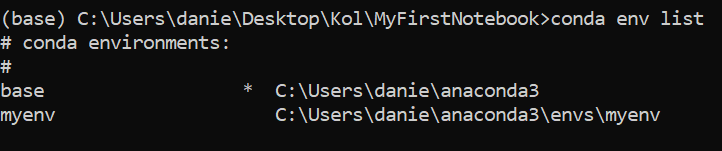 (base) C:\Users\danie\Desktop\Kol\MyFirstNotebook>conda env list
# conda environments:
#
base                  *  C:\Users\danie\anaconda3
myenv                    C:\Users\danie\anaconda3\envs\myenv